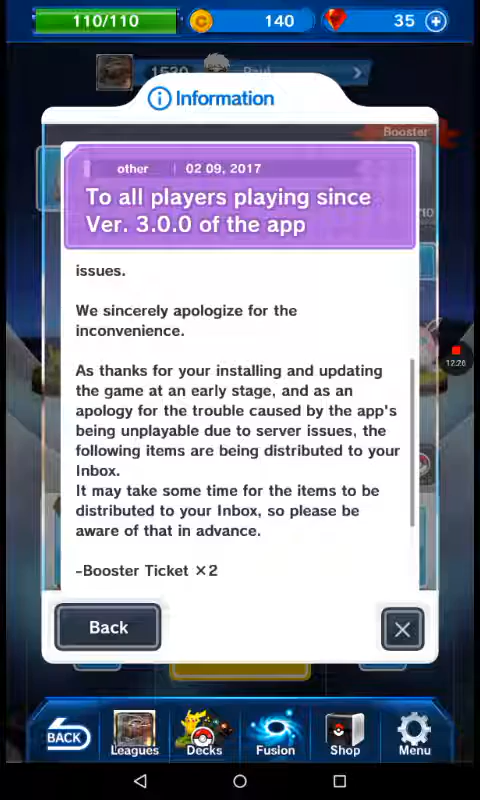 110/110
140
35
1530
Paul
Information
Booster
other
02 09, 2017
To all players playing since
Ver. 3.0.0 of the app
issues.
We sincerely apologize for the
inconvenience.
As thanks for your installing and updating
the game at an early stage, and as an
apology for the trouble caused by the app's
being unplayable due to server issues, the
following items are being distributed to your
Inbox.
It may take some time for the items to be
distributed to your Inbox, so please be
aware of that in advance.
-Booster Ticket ×2
Back
BACK
Leagues
Decks
Fusion
Shop
Menu